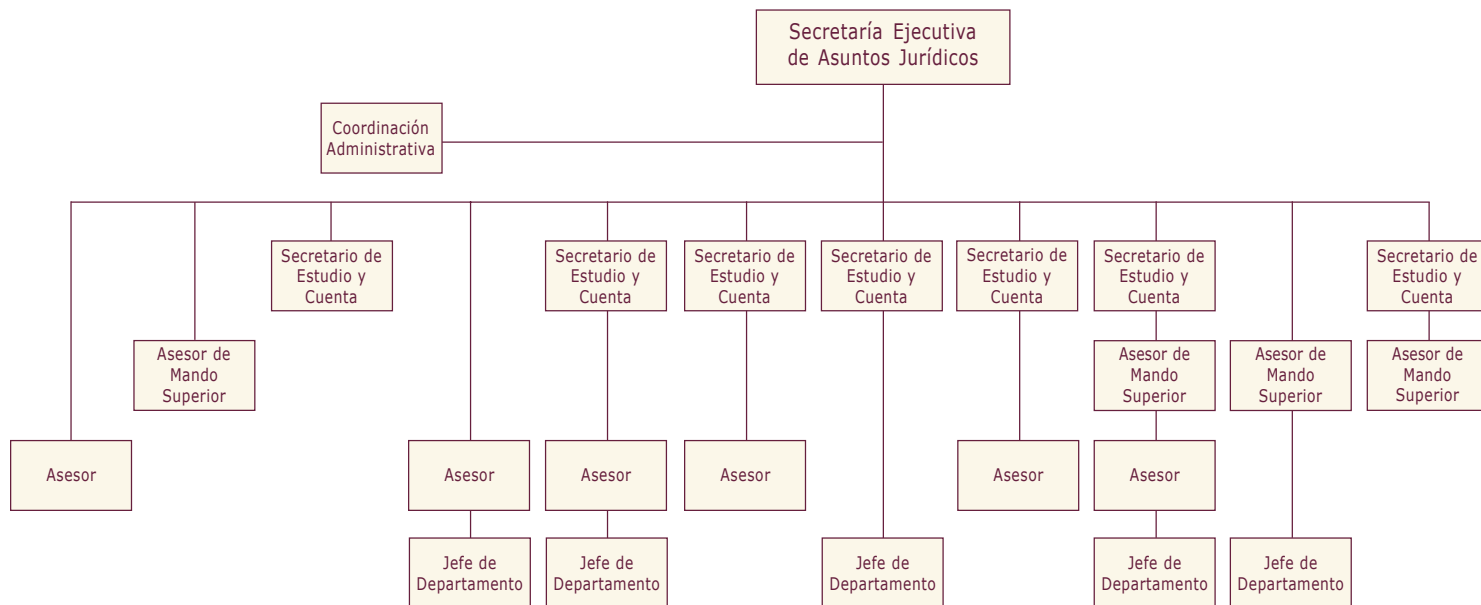 Secretaría Ejecutiva
de Asuntos Jurídicos
Coordinación
Administrativa
Secretario de
Estudio y
Cuenta
Secretario de
Estudio y
Cuenta
Secretario de
Estudio y
Cuenta
Secretario de
Estudio y
Cuenta
Secretario de
Estudio y
Cuenta
Secretario de
Estudio y
Cuenta
Secretario de
Estudio y
Cuenta
Asesor de
Mando
Superior
Asesor de
Mando
Superior
Asesor de
Mando
Superior
Asesor de
Mando
Superior
Asesor
Asesor
Asesor
Asesor
Asesor
Asesor
Jefe de
Departamento
Jefe de
Departamento
Jefe de
Departamento
Jefe de
Departamento
Jefe de
Departamento